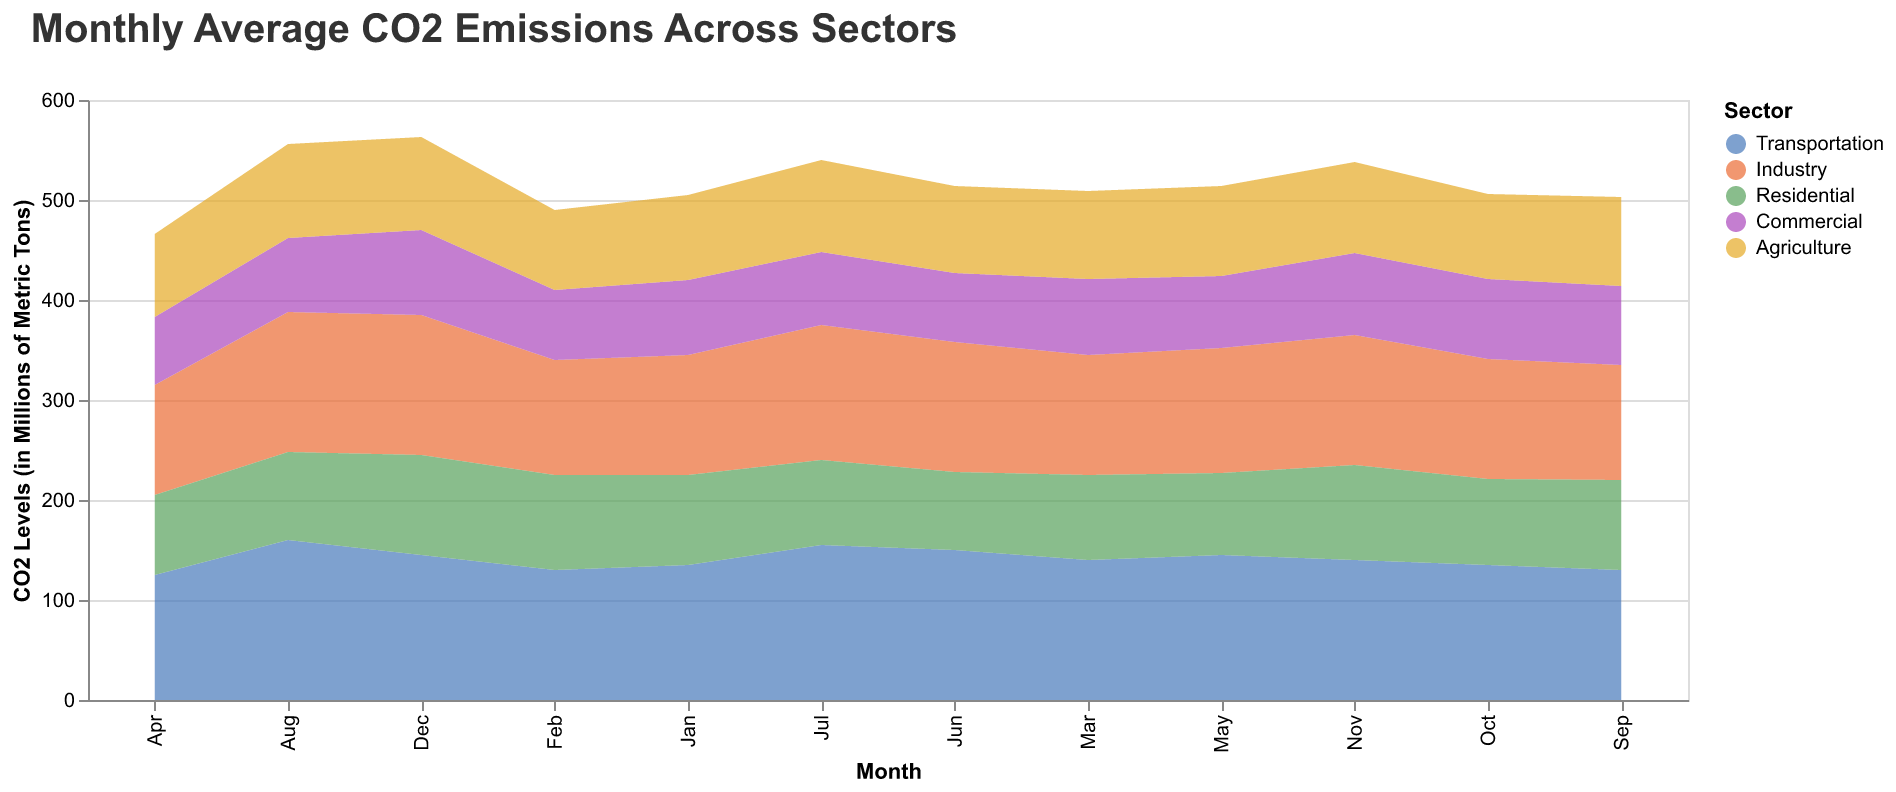 Monthly Average CO2 Emissions Across Sectors
CO2 Levels (in Millions of Metric Tons)
600
500
400
300
200
100
0
Apr
Aug
Dec
Feb
Jan
Jul
Jun
Mar
May
Nov
Oct
Sep
Month
Sector
Transportation
Industry
Residential
Commercial
Agriculture